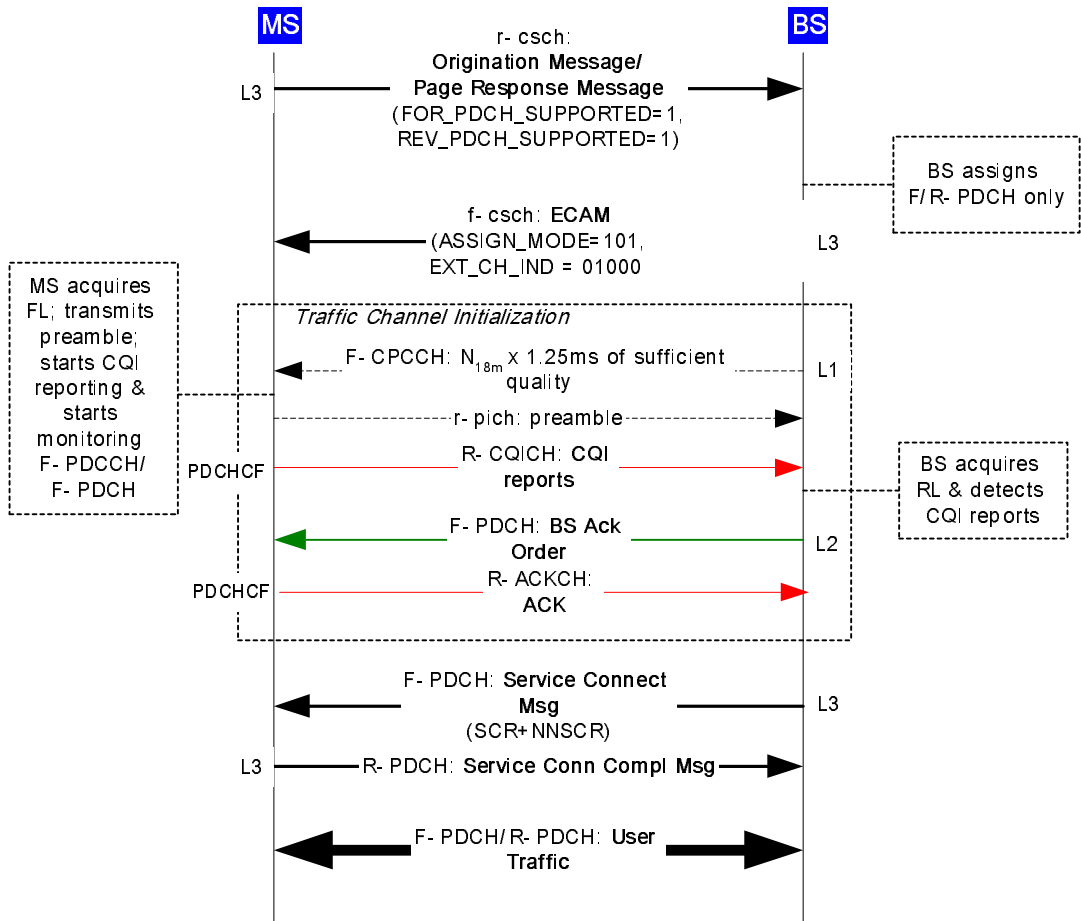 MS
BS
r- csch:
Origination Message/
Page Response Message
(FOR_PDCH_SUPPORTED=1,
REV_PDCH_SUPPORTED=1)
L3
BS assigns
F/R- PDCH only
f- csch: ECAM
(ASSIGN_MODE=101,
EXT_CH_IND = 01000
L3
MS acquires
FL; transmits
preamble;
starts CQI
reporting &
starts
monitoring
F- PDCCH/
F- PDCH
Traffic Channel Initialization
F- CPCCH: N18m x 1.25ms of sufficient
quality
L1
r- pich: preamble
PDCHCF
R- CQICH: CQI
reports
BS acquires
RL & detects
CQI reports
F- PDCH: BS Ack
Order
L2
PDCHCF
R- ACKCH:
ACK
F- PDCH: Service Connect
Msg
(SCR+NNSCR)
L3
L3
R- PDCH: Service Conn Compl Msg
F- PDCH/R- PDCH: User
Traffic